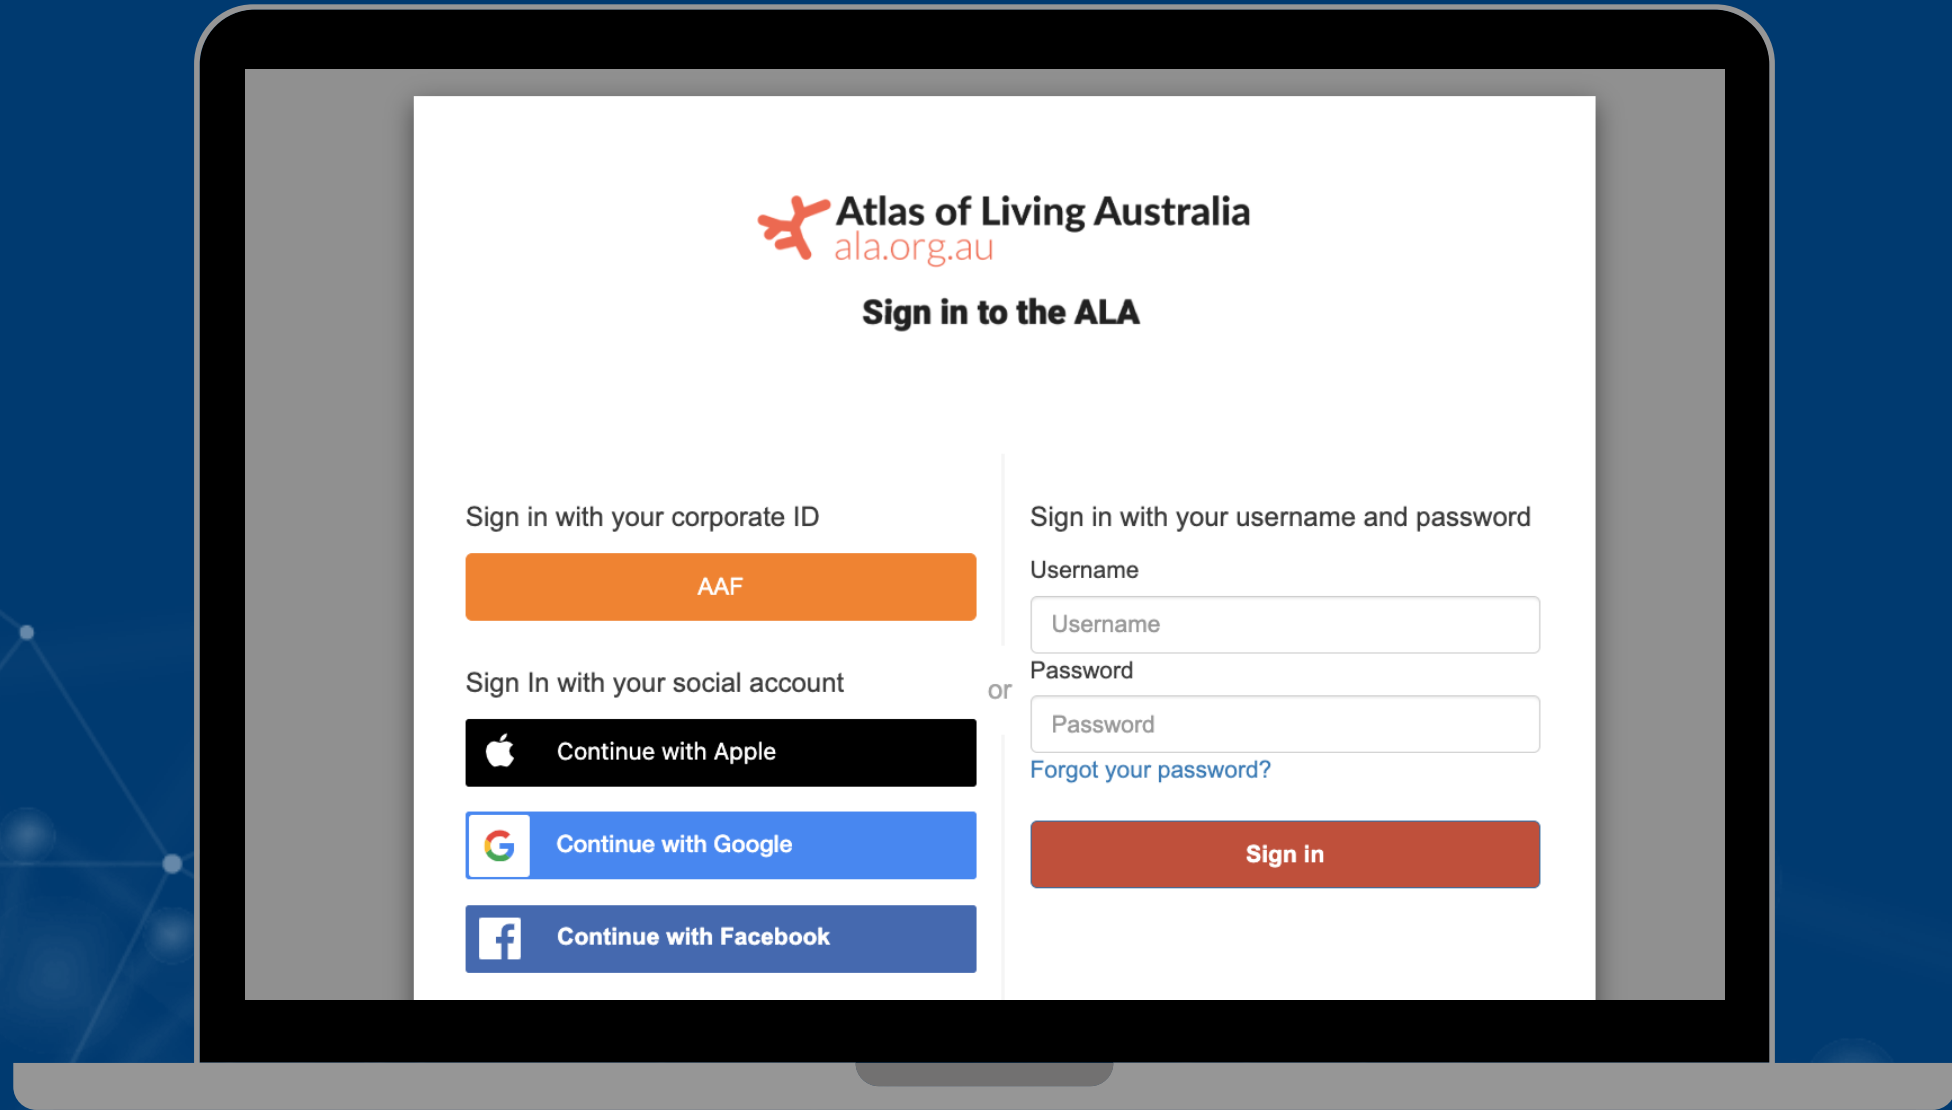 Atlas of Living Australia
ala.org.au
Sign in to the ALA
Sign in with your corporate ID
AAF
Sign In with your social account
Continue with Apple
Continue with Google
Continue with Facebook
or
Sign in with your username and password
Username
Username
Password
Password
Forgot your password?
Sign in